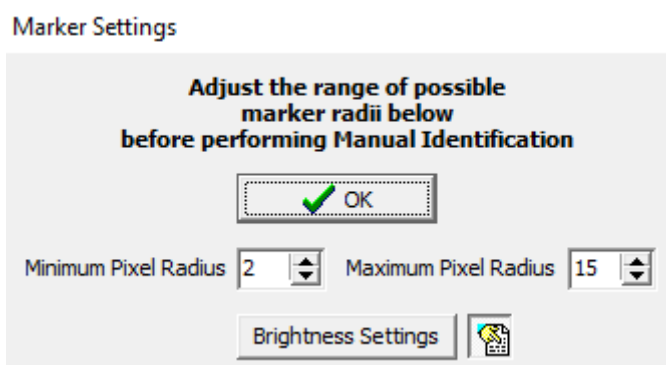 Marker Settings
Adjust the range of possible
marker radii below
before performing Manual Identification
OK
Minimum Pixel Radius 2 Maximum Pixel Radius 15
Brightness Settings